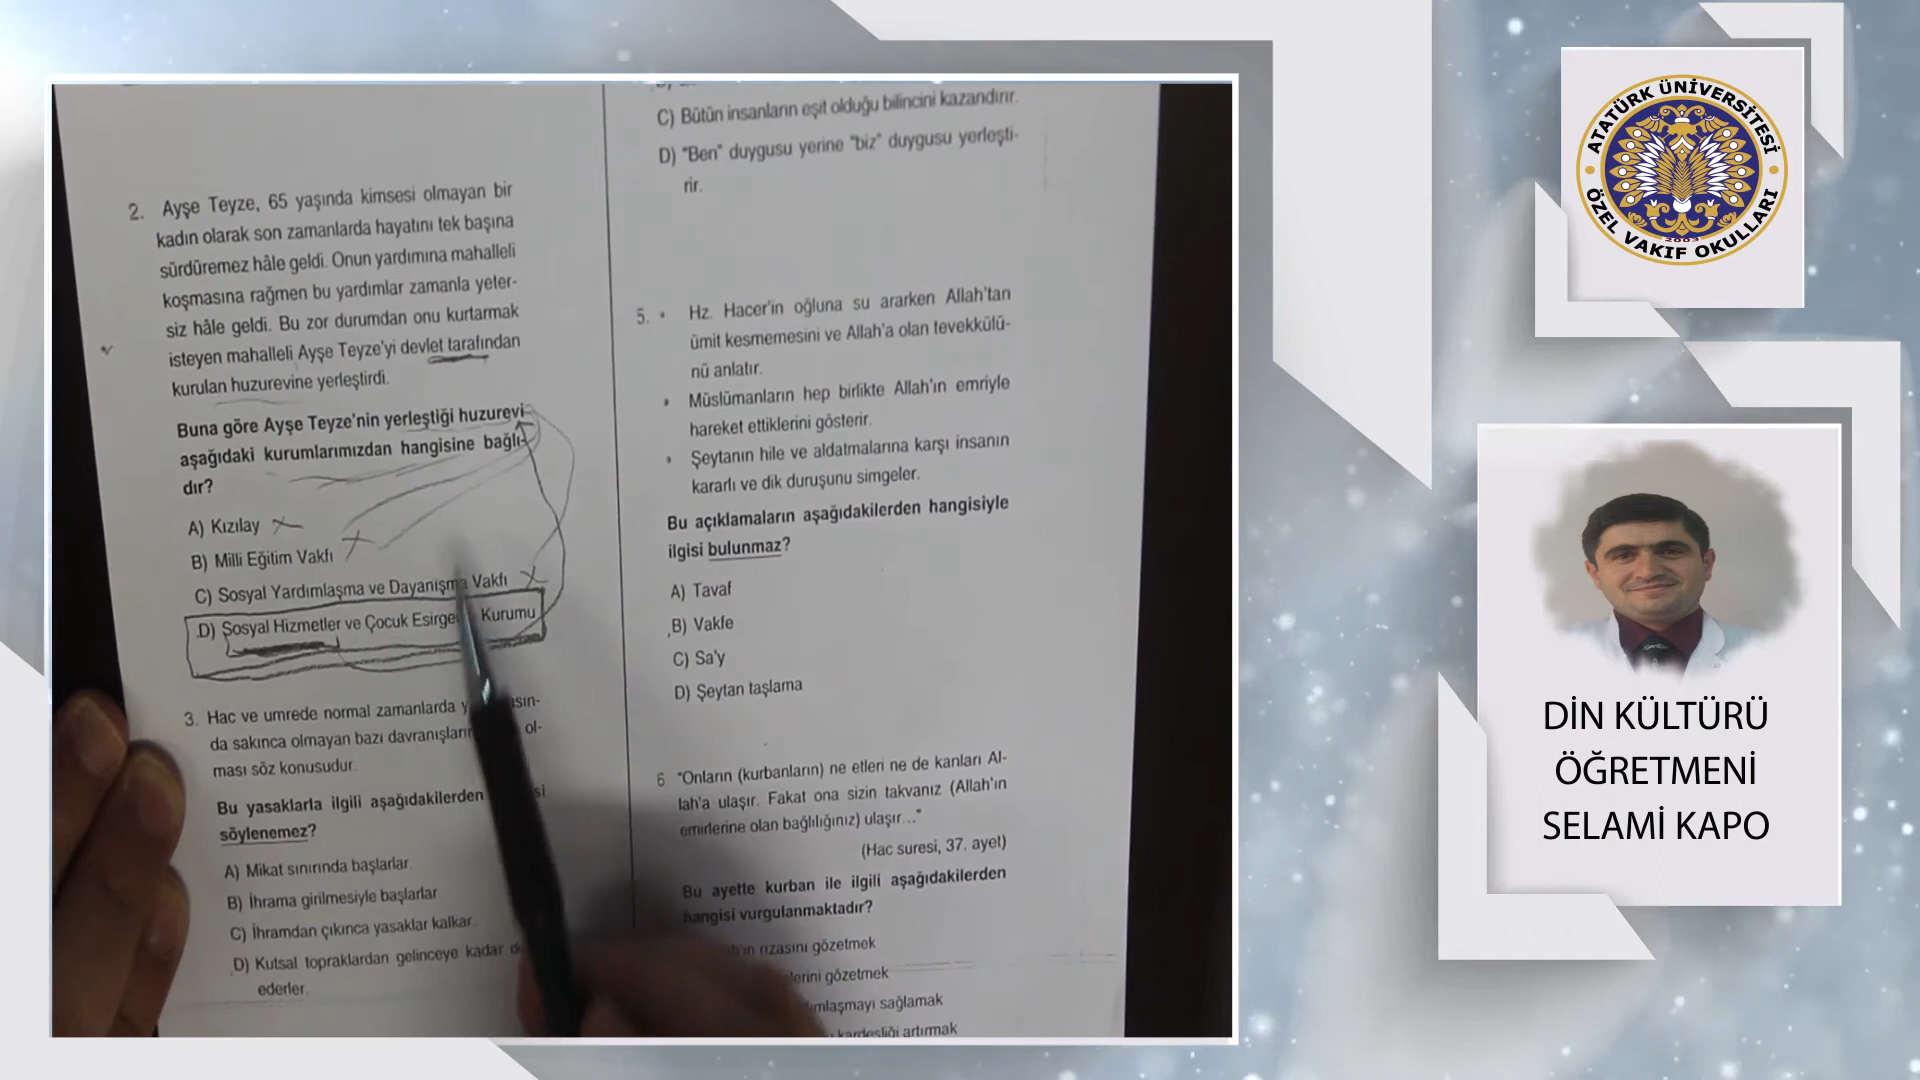 2. Ayşe Teyze, 65 yaşında kimsesi olmayan bir
kadın olarak son zamanlarda hayatını tek başına
sürdüremez hâle geldi. Onun yardımına mahalleli
koşmasına rağmen bu yardımlar zamanla yeter-
siz hâle geldi. Bu zor durumdan onu kurtarmak
isteyen mahalleli Ayşe Teyze'yi devlet tarafından
kurulan huzurevine yerleştirdi.
Buna göre Ayşe Teyze'nin yerleştiği huzurevi
aşağıdaki kurumlarımızdan hangisine bağlı-
dır?
A) Kızılay
B) Milli Eğitim Vakfı
C) Sosyal Yardımlaşma ve Dayanışma Vakfı
D) Sosyal Hizmetler ve Çocuk Kurumu
3. Hac ve umrede normal zamanlarda
da sakınca olmayan bazı ol-
ması söz konusudur.
Bu yasaklarla ilgili aşağıdakilerden
söylenemez?
A) Mikat sınırında başlarlar.
B) İhrama girilmesiyle başlarlar
C) İhramdan çıkınca yasaklar kalkar.
D) Kutsal topraklardan gelinceye kadar
ederler.
C) Bütün insanların eşit olduğu bilincini kazandırır.
D) "Ben" duygusu yerine "biz" duygusu yerleşti-
rir.
5. • Hz. Hacer'in oğluna su ararken Allah'tan
ümit kesmemesini ve Allah'a olan tevekkülü-
nü anlatır.
• Müslümanların hep birlikte Allah'ın emriyle
hareket ettiklerini gösterir.
• Şeytanın hile ve aldatmalarına karşı insanın
kararlı ve dik duruşunu simgeler.
Bu açıklamaların aşağıdakilerden hangisiyle
ilgisi bulunmaz?
A) Tavaf
B) Vakfe
C) Sa'y
D) Şeytan taşlama
6 "Onların (kurbanların) ne etleri ne de kanları Al-
lah'a ulaşır. Fakat ona sizin takvanız (Allah'ın
emirlerine olan bağlılığınız) ulaşır..."
(Hac suresi, 37. ayet)
Bu ayette kurban ile ilgili aşağıdakilerden
hangisi vurgulanmaktadır?
rızasını gözetmek
gözetmek
sağlamak
kardeşliği artırmak
ATATÜRK ÜNİVERSİTESİ
ÖZEL VAKIF OKULLARI
2003
DİN KÜLTÜRÜ
ÖĞRETMENİ
SELAMİ KAPO